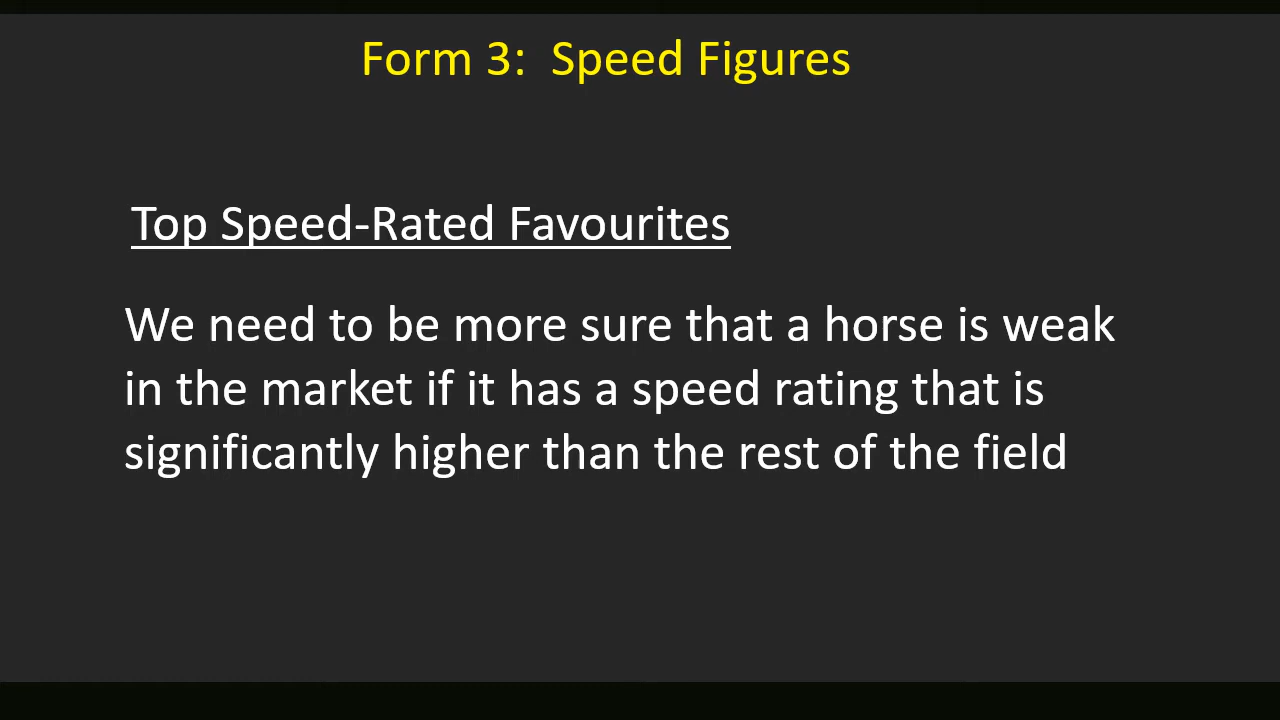 Form 3:  Speed Figures
Top Speed-Rated Favourites
We need to be more sure that a horse is weak
in the market if it has a speed rating that is
significantly higher than the rest of the field